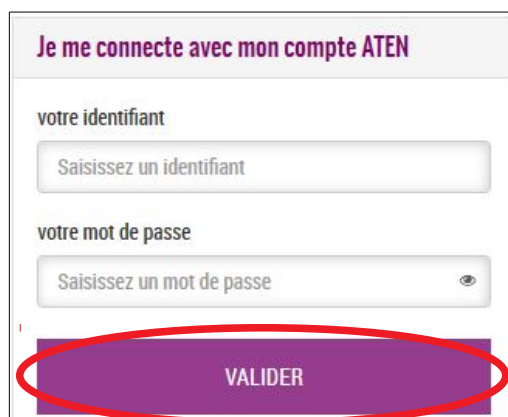 Je me connecte avec mon compte ATEN
votre identifiant
Saisissez un identifiant
votre mot de passe
Saisissez un mot de passe
VALIDER